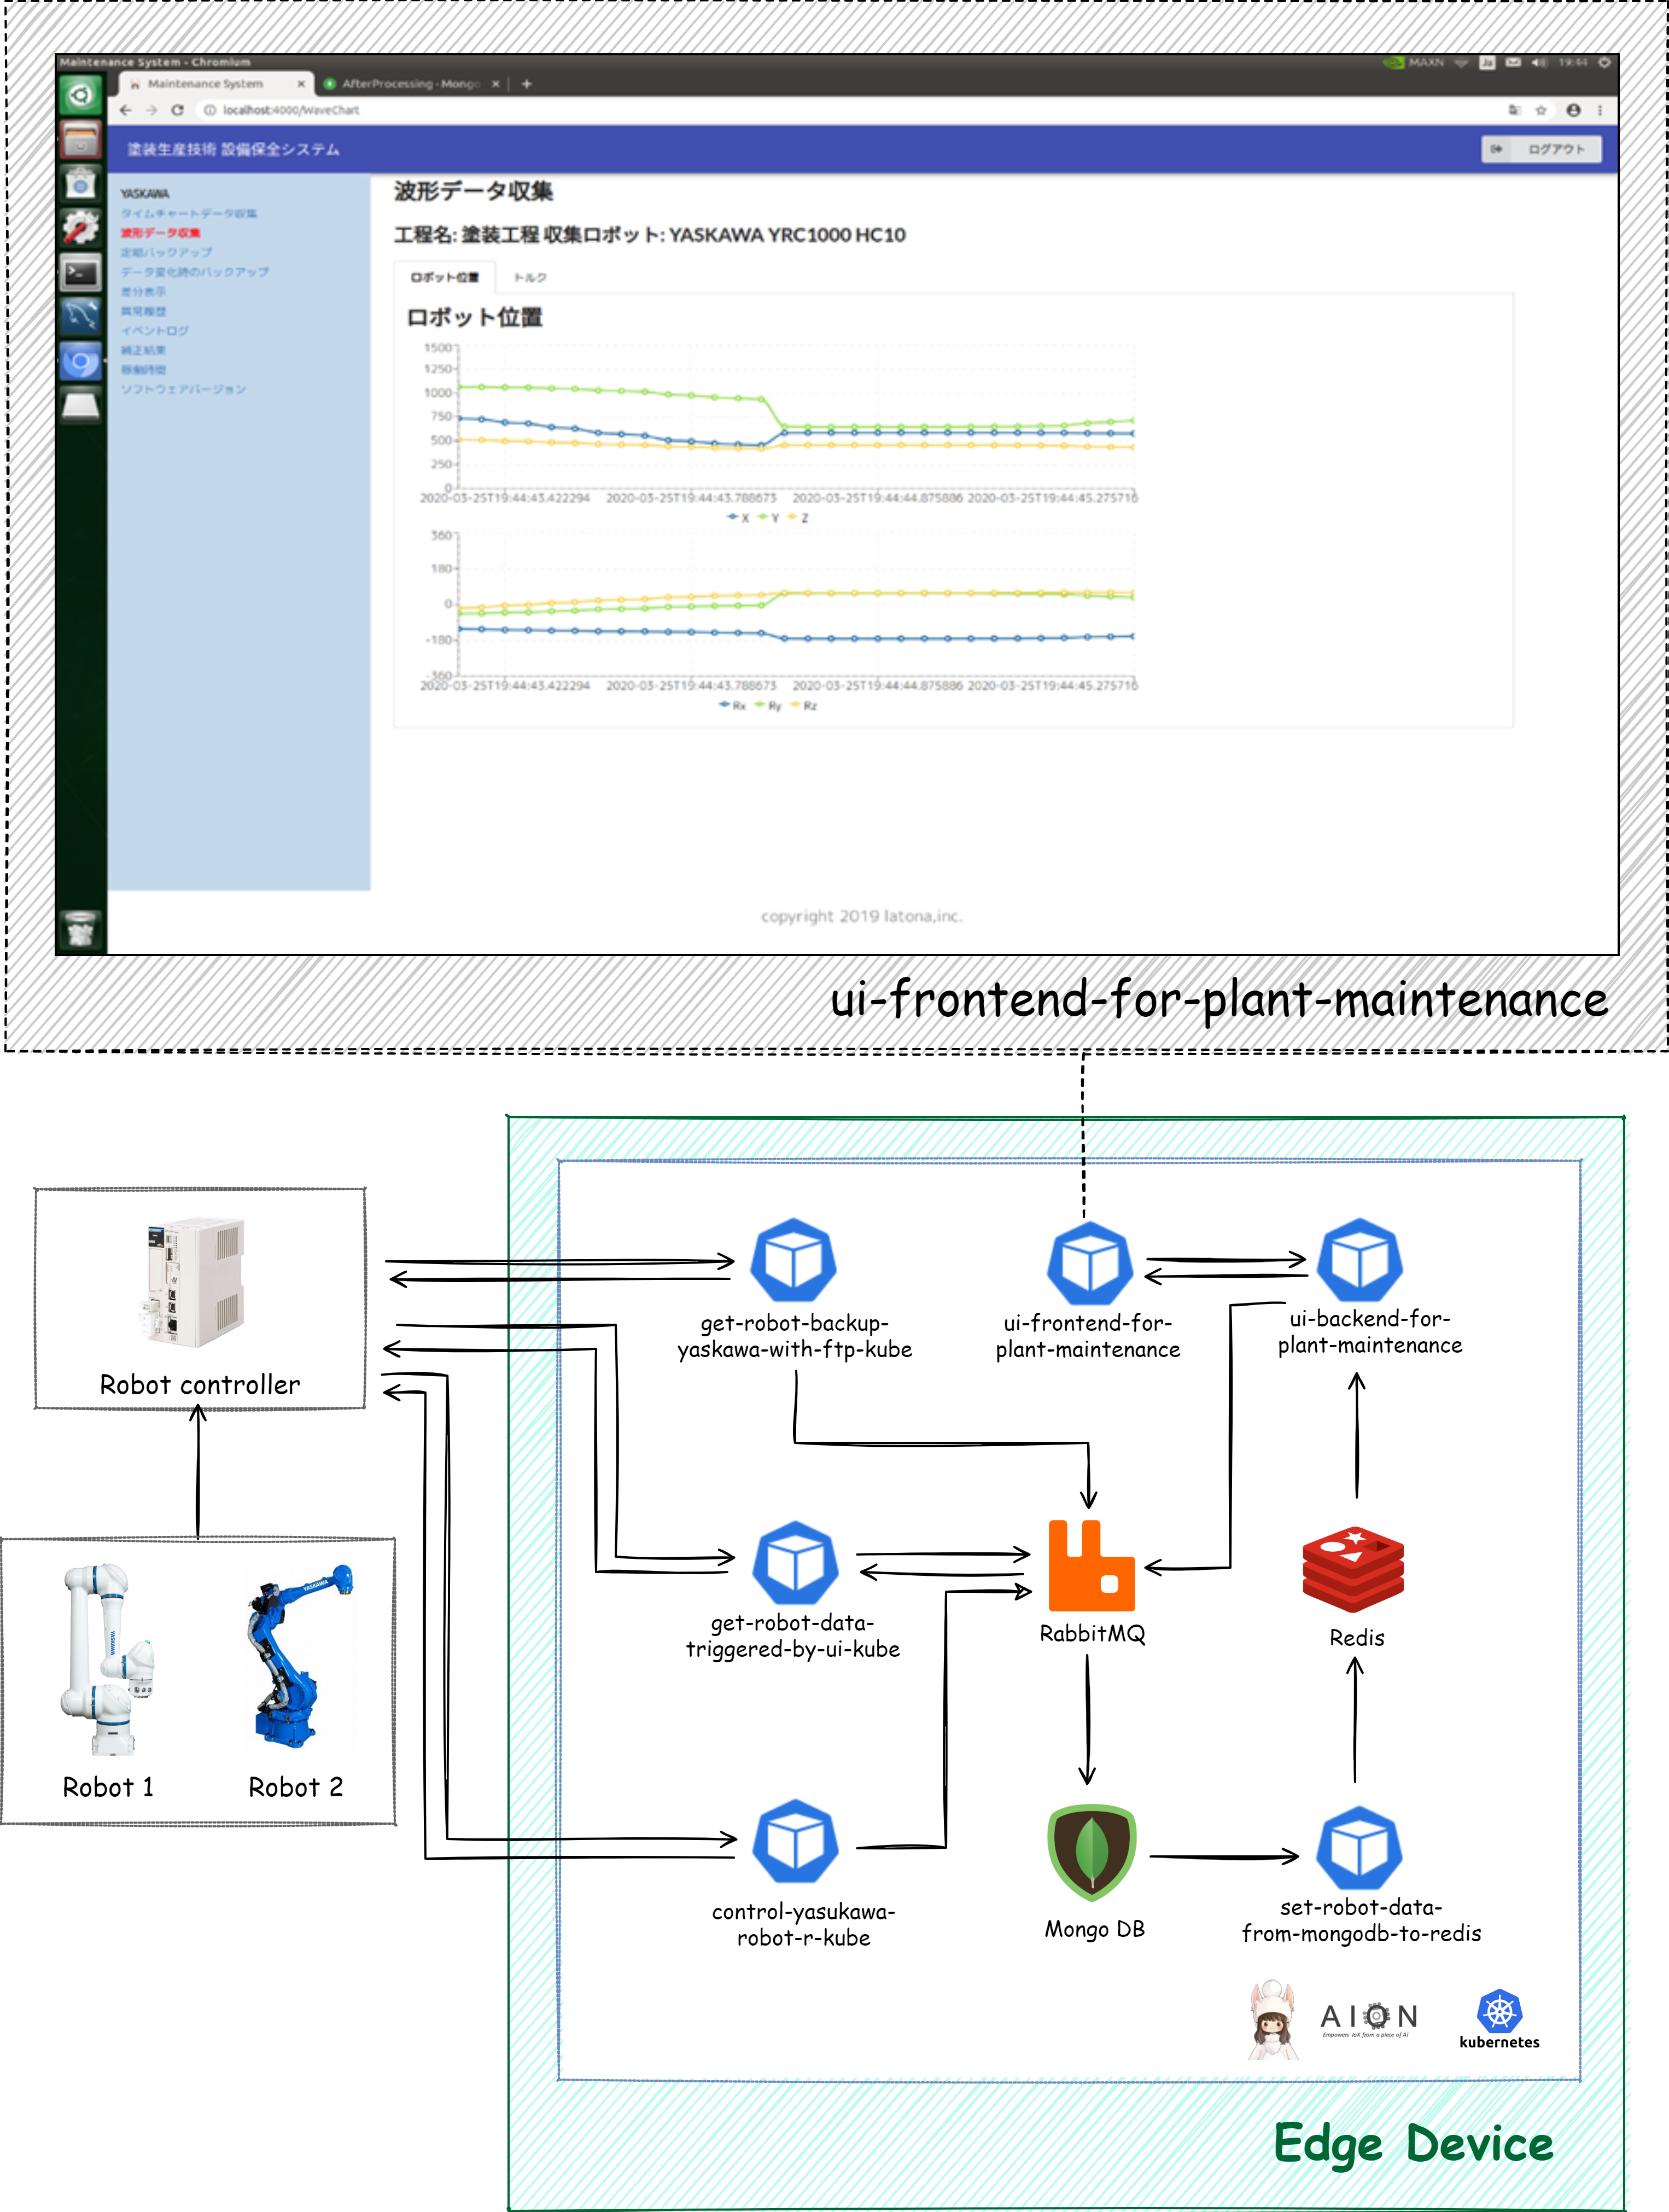 Maintenance System - Chromium
MAXN
Ja
19:44
Maintenance System
AfterProcessing - Mongo
localhost:4000/WaveChart
塗装生産技術 設備保全システム
ログアウト
YASKAWA
タイムチャートデータ収集
波形データ収集
定期バックアップ
データ変化時のバックアップ
差分表示
異常履歴
イベントログ
補正結果
稼働時間
ソフトウェアバージョン
波形データ収集
工程名: 塗装工程 収集ロボット: YASKAWA YRC1000 HC10
ロボット位置
トルク
ロボット位置
1500
1250
1000
750
500
250
0
2020-03-25T19:44:43.422294
2020-03-25T19:44:43.788673
2020-03-25T19:44:44.875886
2020-03-25T19:44:45.275716
X Y Z
360
180
0
-180
-360
2020-03-25T19:44:43.422294
2020-03-25T19:44:43.788673
2020-03-25T19:44:44.875886
2020-03-25T19:44:45.275716
Rx Ry Rz
copyright 2019 latona,inc.
ui-frontend-for-plant-maintenance
Robot controller
YASKAWA
YASKAWA
Robot 1
Robot 2
get-robot-backup-
yaskawa-with-ftp-kube
ui-frontend-for-
plant-maintenance
ui-backend-for-
plant-maintenance
get-robot-data-
triggered-by-ui-kube
RabbitMQ
Redis
control-yasukawa-
robot-r-kube
Mongo DB
set-robot-data-
from-mongodb-to-redis
AION
Empowers IoX from a piece of AI
kubernetes
Edge Device